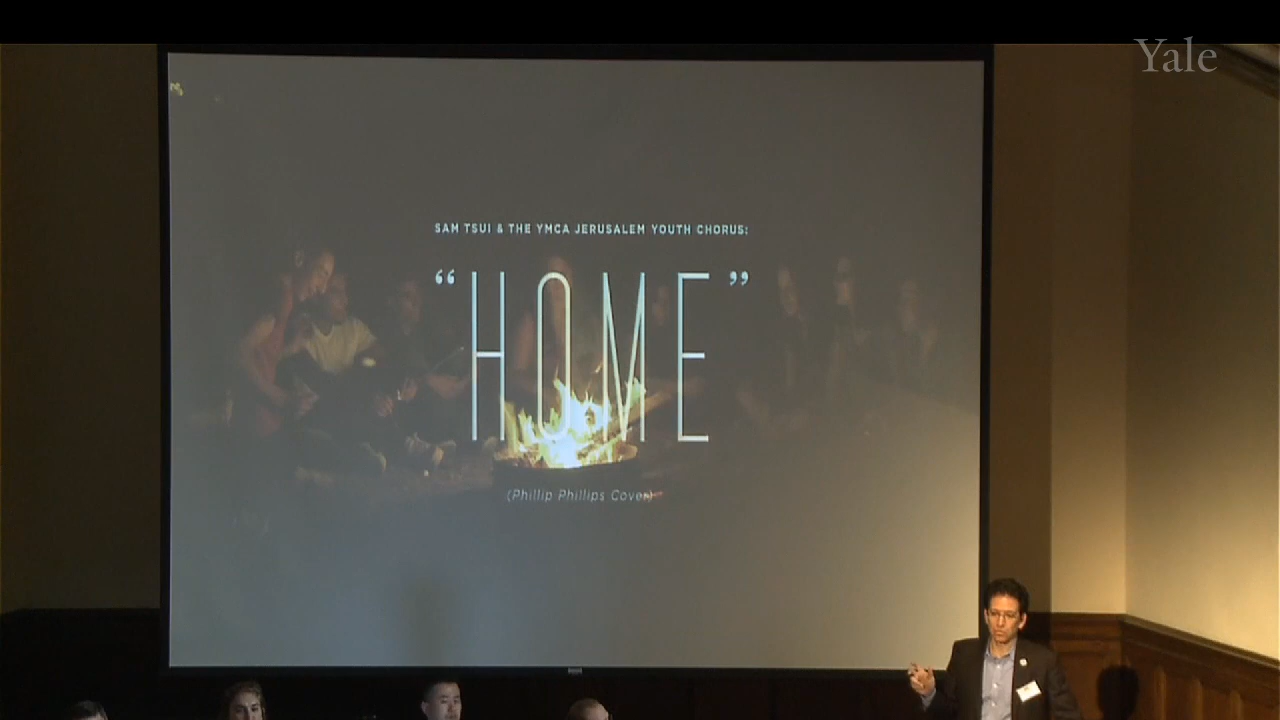 Yale
SAM TSUI & THE YMCA JERUSALEM YOUTH CHORUS:
“HOME”
(Phillip Phillips Cover)